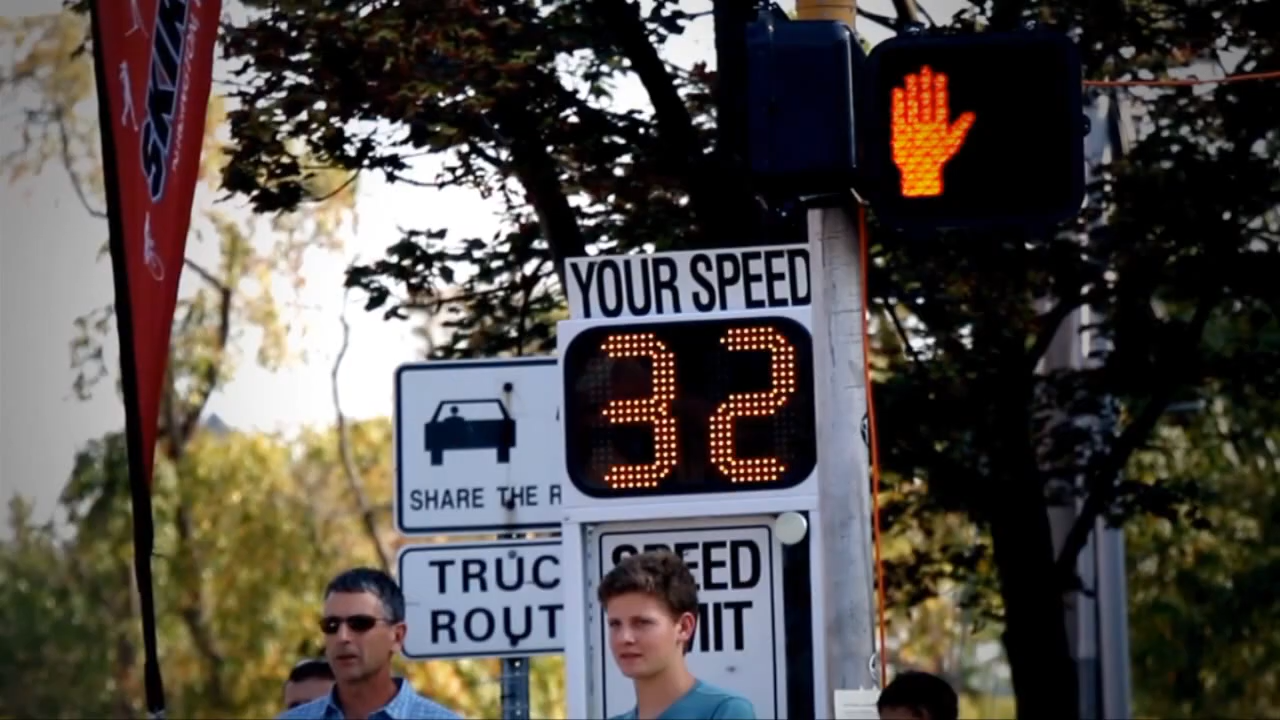 YOUR SPEED
32
SHARE THE R
TRUC
ROUT
SPEED
MIT